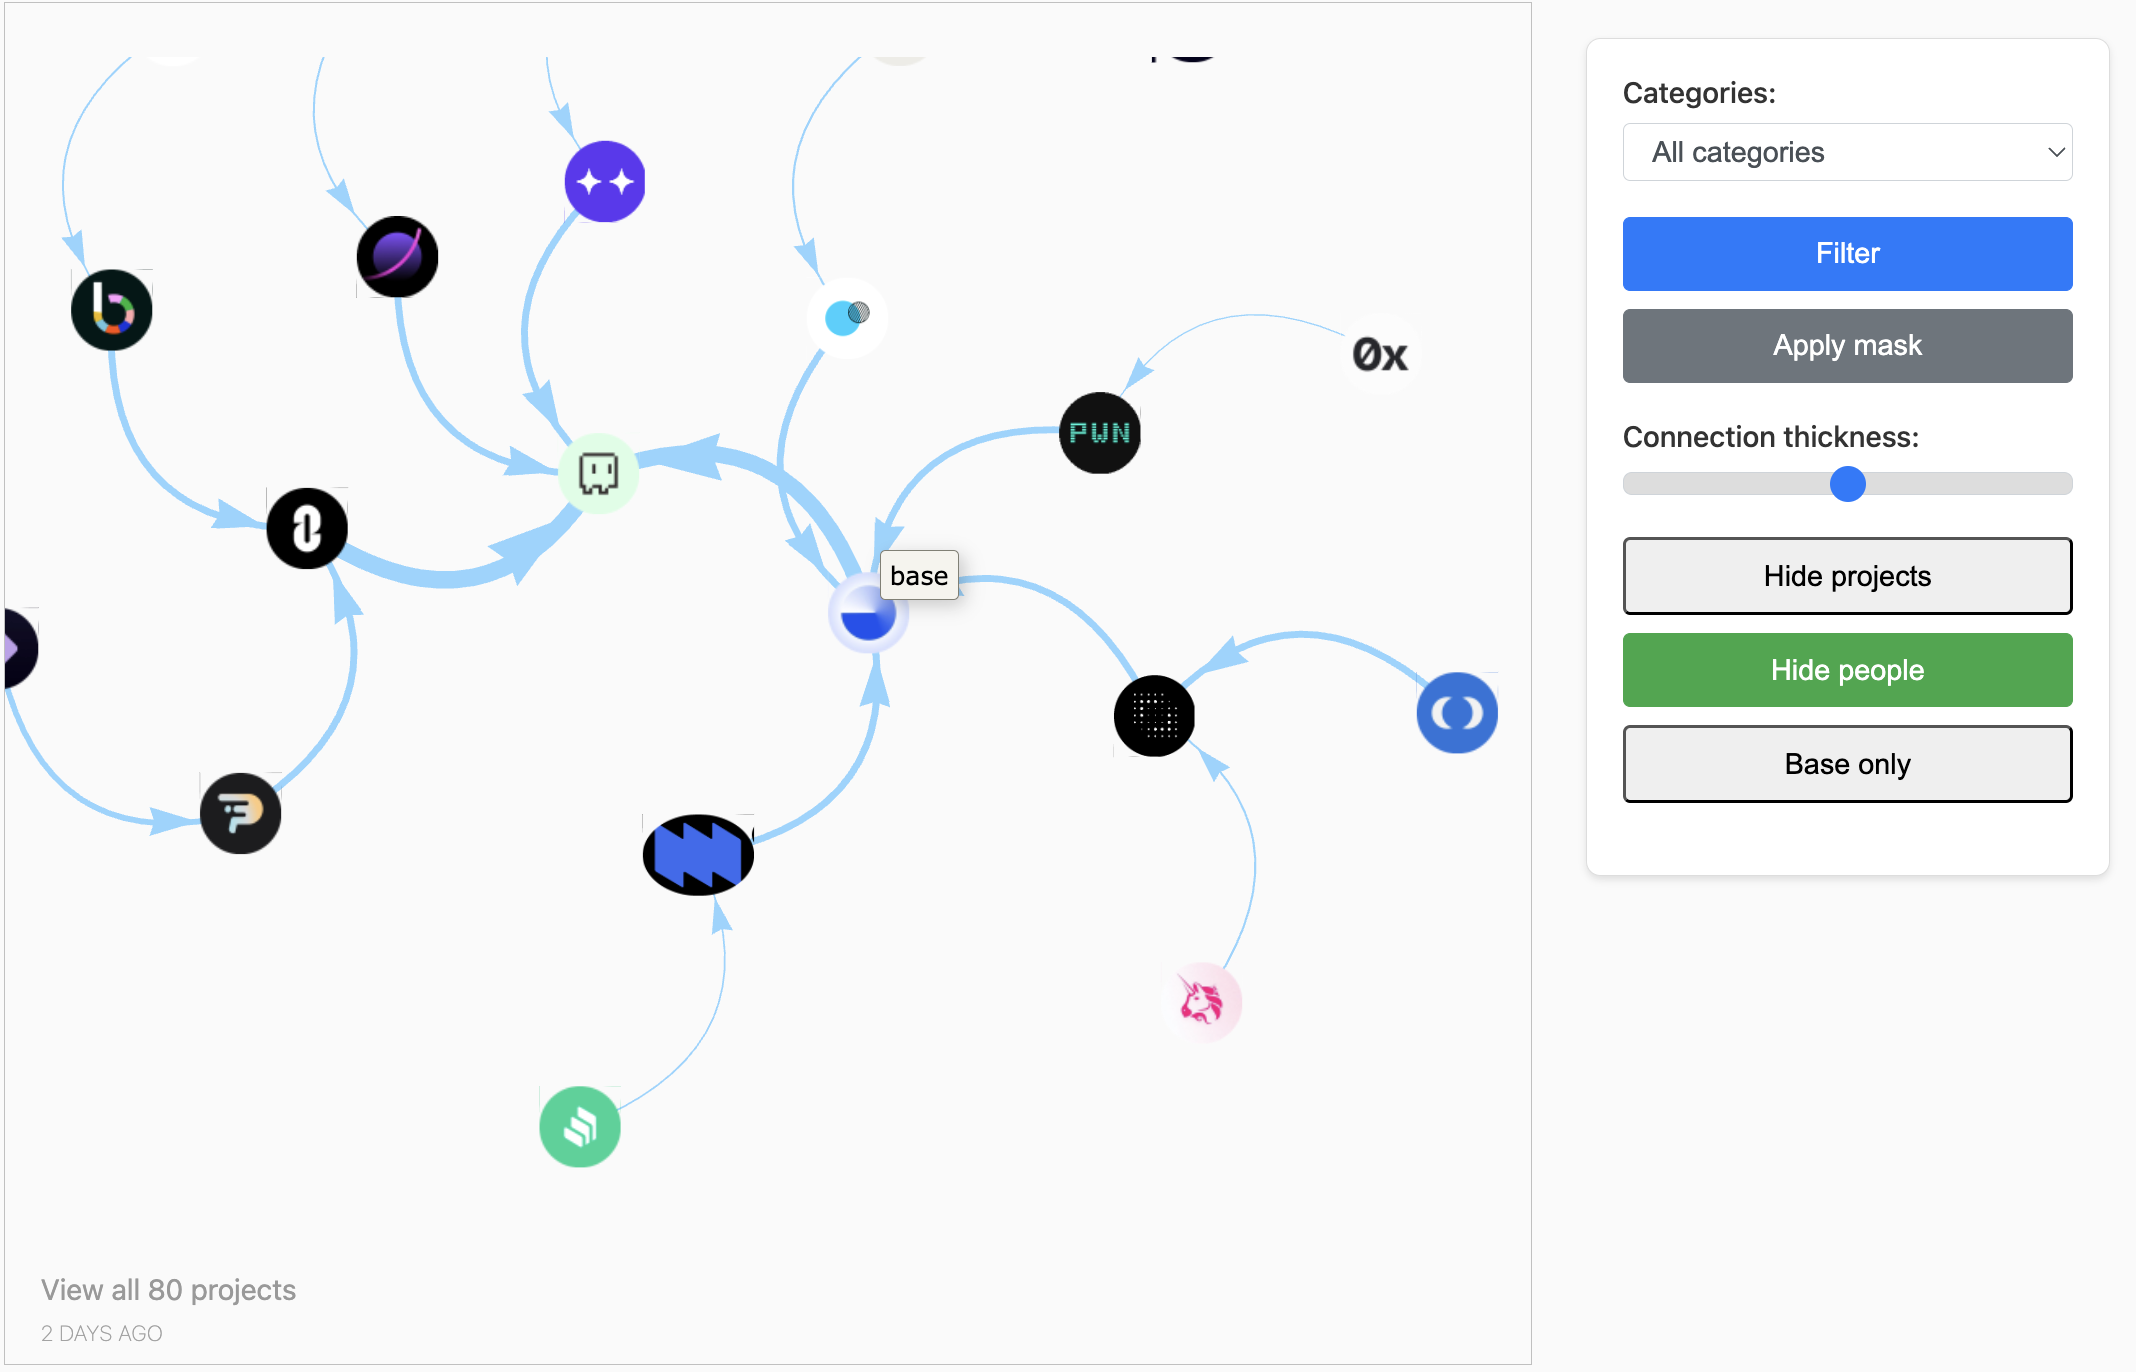 0x
PWN
base
View all 80 projects
2 DAYS AGO
Categories:
All categories
Filter
Apply mask
Connection thickness:
Hide projects
Hide people
Base only